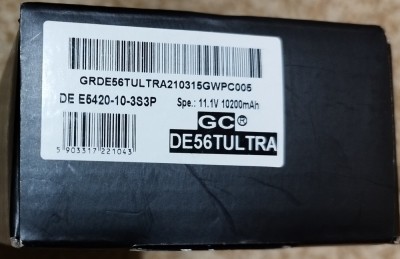 GRDE56TULTRA210315GWPC005
DE E5420-10-3S3P
Spe.: 11.1V 10200mAh
GC®
DE56TULTRA
5 903317 221043